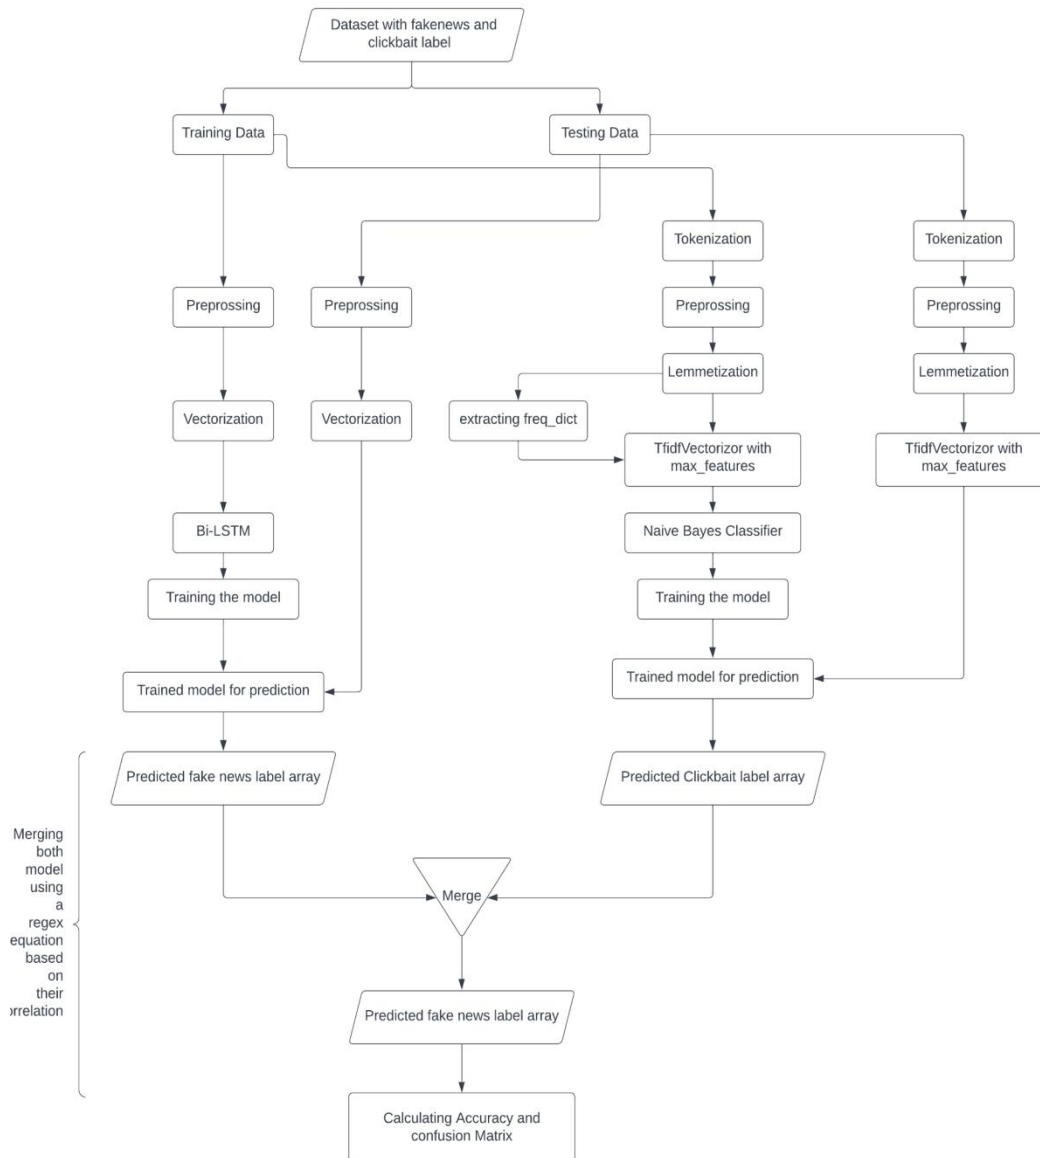 Dataset with fakenews and
clickbait label
Training Data
Testing Data
Tokenization
Tokenization
Preprossing
Preprossing
Preprossing
Preprossing
Lemmetization
Lemmetization
Vectorization
Vectorization
extracting freq_dict
TfidfVectorizor with
max_features
TfidfVectorizor with
max_features
Bi-LSTM
Naive Bayes Classifier
Training the model
Training the model
Trained model for prediction
Trained model for prediction
Predicted fake news label array
Predicted Clickbait label array
Merging
both
model
using
a
regex
equation
based
on
their
orrelation
Merge
Predicted fake news label array
Calculating Accuracy and
confusion Matrix